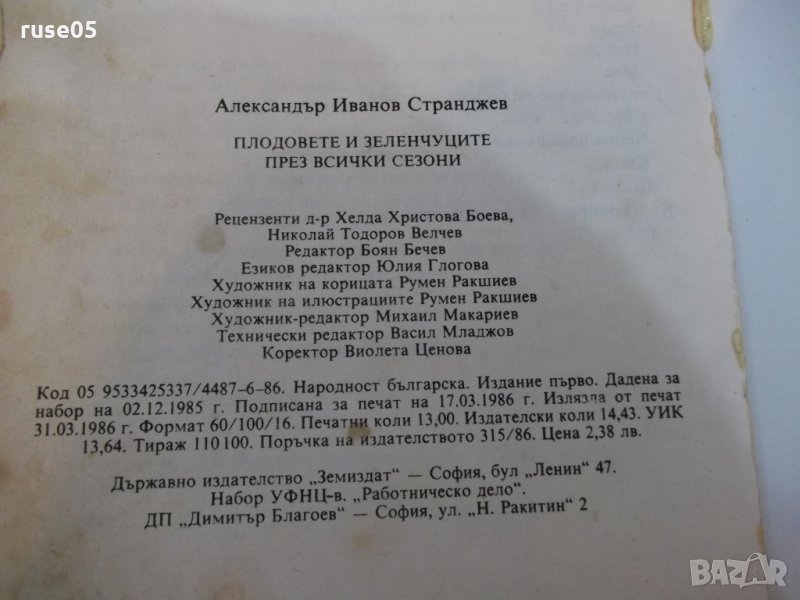 ruse05
Александър Иванов Странджев
ПЛОДОВЕТЕ И ЗЕЛЕНЧУЦИТЕ
ПРЕЗ ВСИЧКИ СЕЗОНИ
Рецензенти д-р Хелда Христова Боева,
Николай Тодоров Велчев
Редактор Боян Бечев
Езиков редактор Юлия Глогова
Художник на корицата Румен Ракшиев
Художник на илюстрациите Румен Ракшиев
Художник-редактор Михаил Макариев
Технически редактор Васил Младжов
Коректор Виолета Ценова
Код 05 9533425337/4487-6-86. Народност българска. Издание първо. Дадена за
набор на 02.12.1985 г. Подписана за печат на 17.03.1986 г. Излязла от печат
31.03.1986 г. Формат 60/100/16. Печатни коли 13,00. Издателски коли 14,43. УИК
13,64. Тираж 110100. Поръчка на издателството 315/86. Цена 2,38 лв.
Държавно издателство „Земиздат“ — София, бул „Ленин“ 47.
Набор УФНЦ-в. „Работническо дело“.
ДП „Димитър Благоев“ — София, ул. „Н. Ракитин“ 2
BAZAR